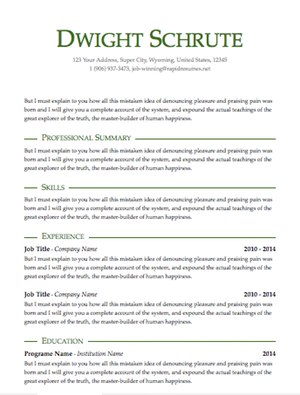 DWIGHT SCHRUTE
123 Your Address, Super City, Wyoming, United States, 12345
1 (906) 937-3473, job-winning@rapidresumes.net
But I must explain to you how all this mistaken idea of denouncing pleasure and praising pain was
born and will give you a complete account of the system, and expound the actual teachings of the
great explorer of the truth, the master-builder of human happiness.
PROFESSIONAL SUMMARY
But I must explain to you how all this mistaken idea of denouncing pleasure and praising pain was
born and I will give you a complete account of the system, and expound the actual teachings of the
great explorer of the truth, the master-builder of human happiness.
SKILLS
But I must explain to you how all this mistaken idea of denouncing pleasure and praising pain was
born and I will give you a complete account of the system, and expound the actual teachings of the
great explorer of the truth, the master-builder of human happiness.
EXPERIENCE
Job Title - Company Name 2010 - 2014
But I must explain to you how all this mistaken idea of denouncing pleasure and praising pain was
born and I will give you a complete account of the system, and expound the actual teachings of the
great explorer of the truth, the master-builder of human happiness.
Job Title - Company Name 2010 - 2014
But I must explain to you how all this mistaken idea of denouncing pleasure and praising pain was
born and I will give you a complete account of the system, and expound the actual teachings of the
great explorer of the truth, the master-builder of human happiness.
EDUCATION
Programe Name - Institution Name 2014
But I must explain to you how all this mistaken idea of denouncing pleasure and praising pain was
born and I will give you a complete account of the system, and expound the actual teachings of the
great explorer of the truth, the master-builder of human happiness.